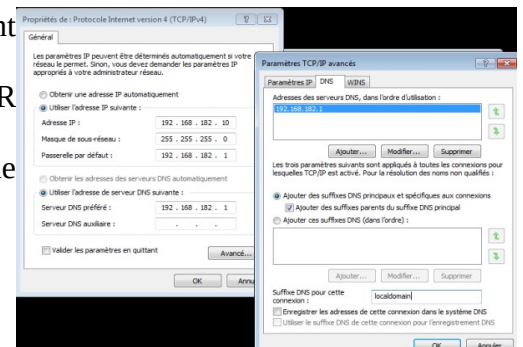 nt
R
e
Propriétés de : Protocole Internet version 4 (TCP/IPv4)
Général
Les paramètres IP peuvent être déterminés automatiquement si votre
réseau le permet. Sinon, vous devez demander les paramètres IP
appropriés à votre administrateur réseau.
Obtenir une adresse IP automatiquement
Utiliser l'adresse IP suivante :
Adresse IP : 192 . 168 . 182 . 10
Masque de sous-réseau : 255 . 255 . 255 . 0
Passerelle par défaut : 192 . 168 . 182 . 1
Obtenir les adresses des serveurs DNS automatiquement
Utiliser l'adresse de serveur DNS suivante :
Serveur DNS préféré : 192 . 168 . 182 . 1
Serveur DNS auxiliaire : . . .
Valider les paramètres en quittant
Avancé...
OK Annu
Paramètres TCP/IP avancés
Paramètres IP DNS WINS
Adresses des serveurs DNS, dans l'ordre d'utilisation :
192.168.182.1
Ajouter... Modifier... Supprimer
Les trois paramètres suivants sont appliqués à toutes les connexions pour
lesquelles TCP/IP est activé. Pour la résolution des noms non qualifiés :
Ajouter des suffixes DNS principaux et spécifiques aux connexions
Ajouter des suffixes parents du suffixe DNS principal
Ajouter ces suffixes DNS (dans l'ordre) :
Ajouter... Modifier... Supprimer
Suffixe DNS pour cette
connexion : localdomain
Enregistrer les adresses de cette connexion dans le système DNS
Utiliser le suffixe DNS de cette connexion pour l'enregistrement DNS
OK Annuler